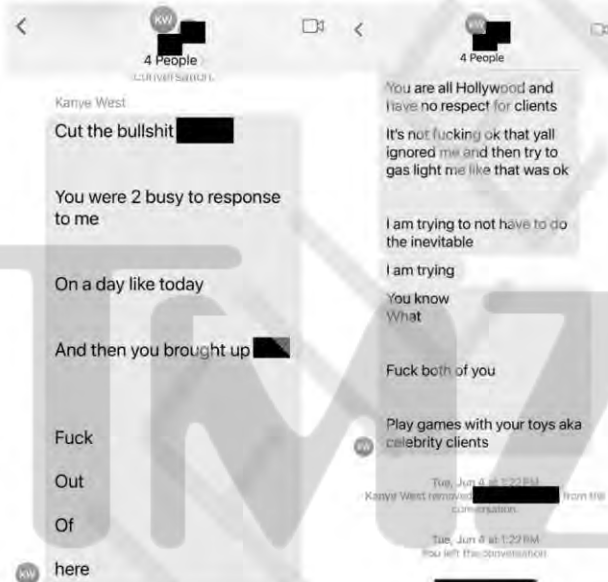 KW
4 People
conversation.
Kanye West
Cut the bullshit
You were 2 busy to response
to me
On a day like today
And then you brought up
Fuck
Out
Of
here
KW
KW
4 People
You are all Hollywood and
have no respect for clients
It's not fucking ok that yall
ignored me and then try to
gas light me like that was ok
I am trying to not have to do
the inevitable
I am trying
You know
What
Fuck both of you
Play games with your toys aka
celebrity clients
KW
Tue, Jun 4 at 1:22 PM
Kanye West removed from the
conversation.
Tue, Jun 4 at 1:22 PM
You left the conversation.
TMZ